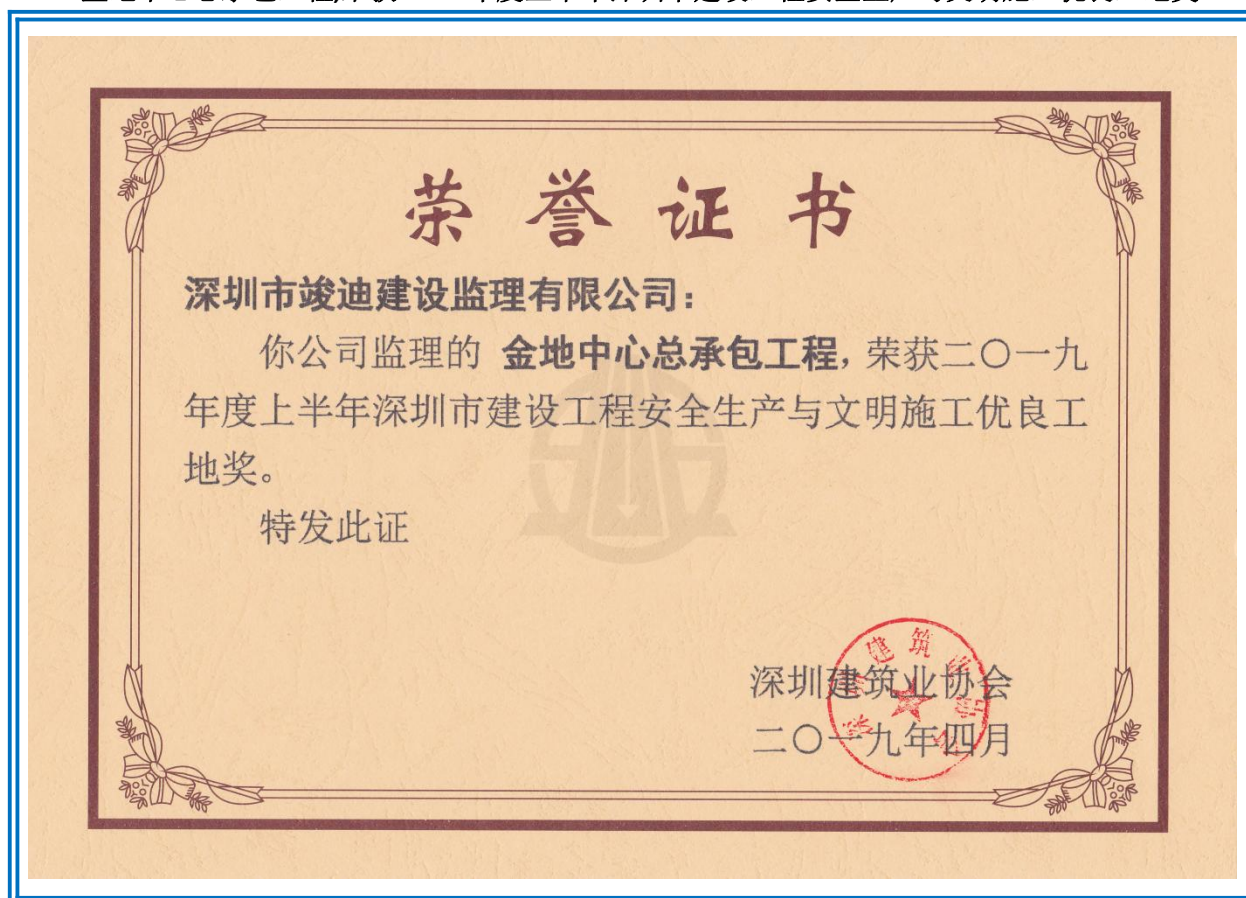 荣誉证书
深圳市竣迪建设监理有限公司：
你公司监理的 金地中心总承包工程，荣获二〇一九
年度上半年深圳市建设工程安全生产与文明施工优良工
地奖。
特发此证
深圳建筑业协会
二〇一九年四月